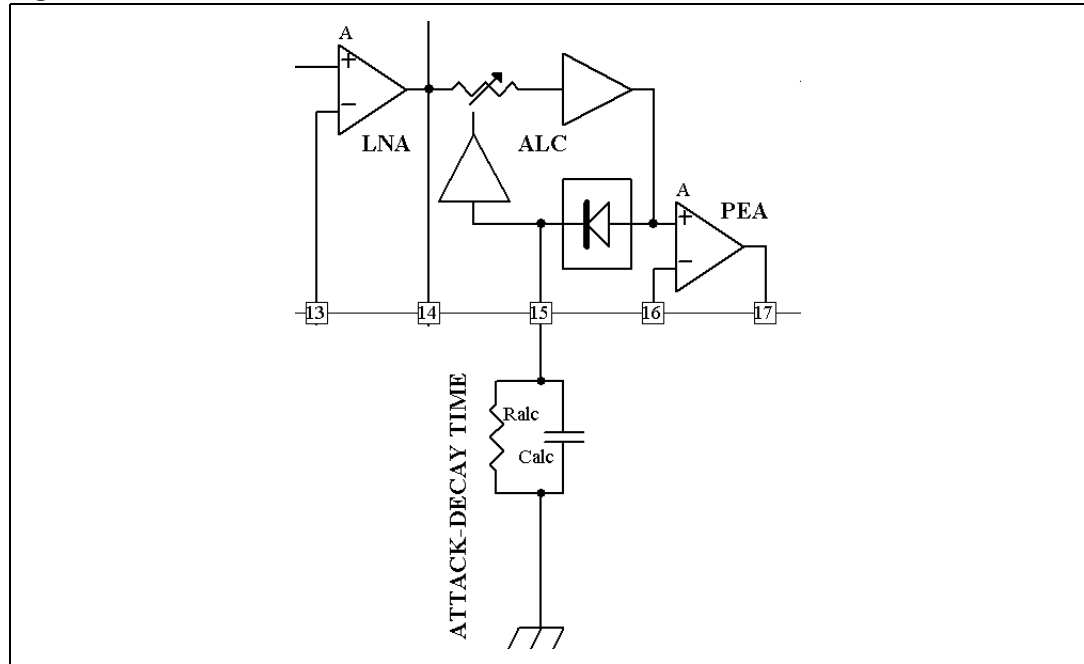 A
+
−
LNA
ALC
A
PEA
+
−
13
14
15
16
17
ATTACK-DECAY TIME
Ralc
Calc